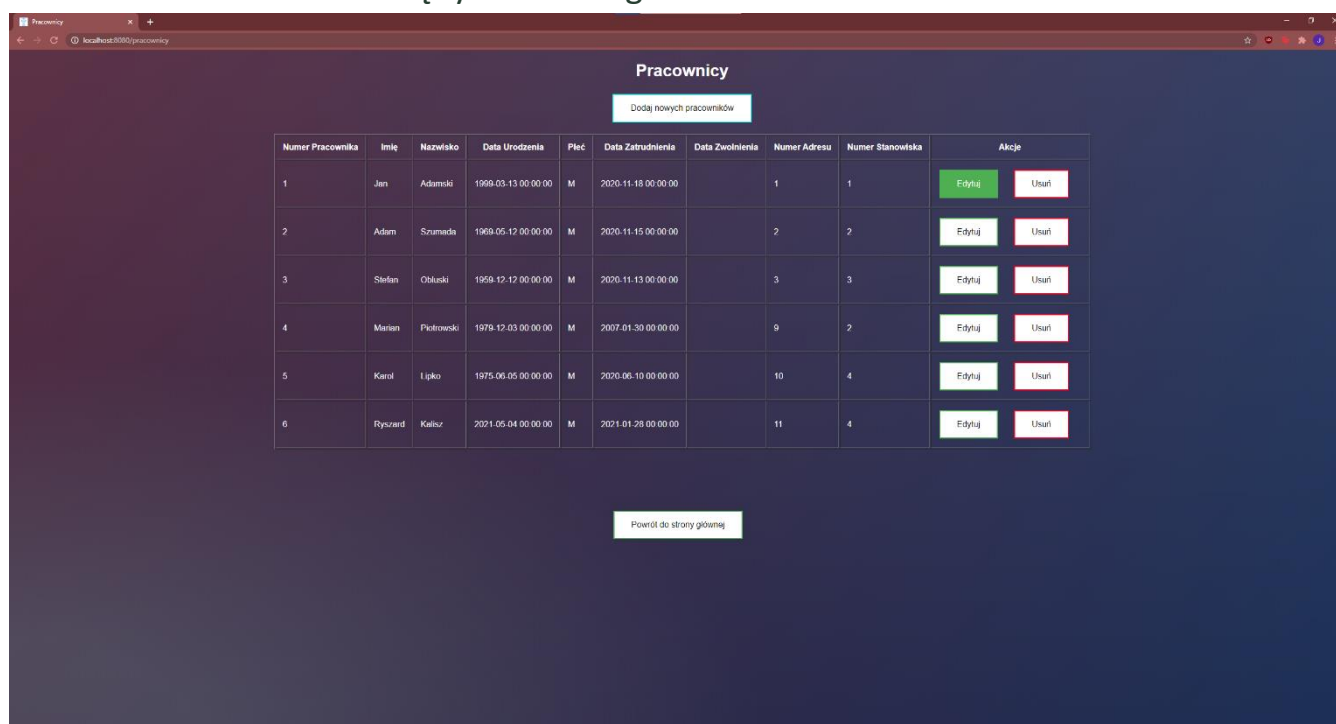 Pracownicy
localhost:8080/pracownicy
Pracownicy
Dodaj nowych pracowników
Numer Pracownika Imię Nazwisko Data Urodzenia Płeć Data Zatrudnienia Data Zwolnienia Numer Adresu Numer Stanowiska Akcje
1 Jan Adamski 1999-03-13 00:00:00 M 2020-11-18 00:00:00 1 1 Edytuj Usuń
2 Adam Szumada 1969-05-12 00:00:00 M 2020-11-15 00:00:00 2 2 Edytuj Usuń
3 Stefan Obluski 1959-12-12 00:00:00 M 2020-11-13 00:00:00 3 3 Edytuj Usuń
4 Marian Piotrowski 1979-12-03 00:00:00 M 2007-01-30 00:00:00 9 2 Edytuj Usuń
5 Karol Lipko 1975-06-05 00:00:00 M 2020-06-10 00:00:00 10 4 Edytuj Usuń
6 Ryszard Kalisz 2021-05-04 00:00:00 M 2021-01-28 00:00:00 11 4 Edytuj Usuń
Powrót do strony głównej